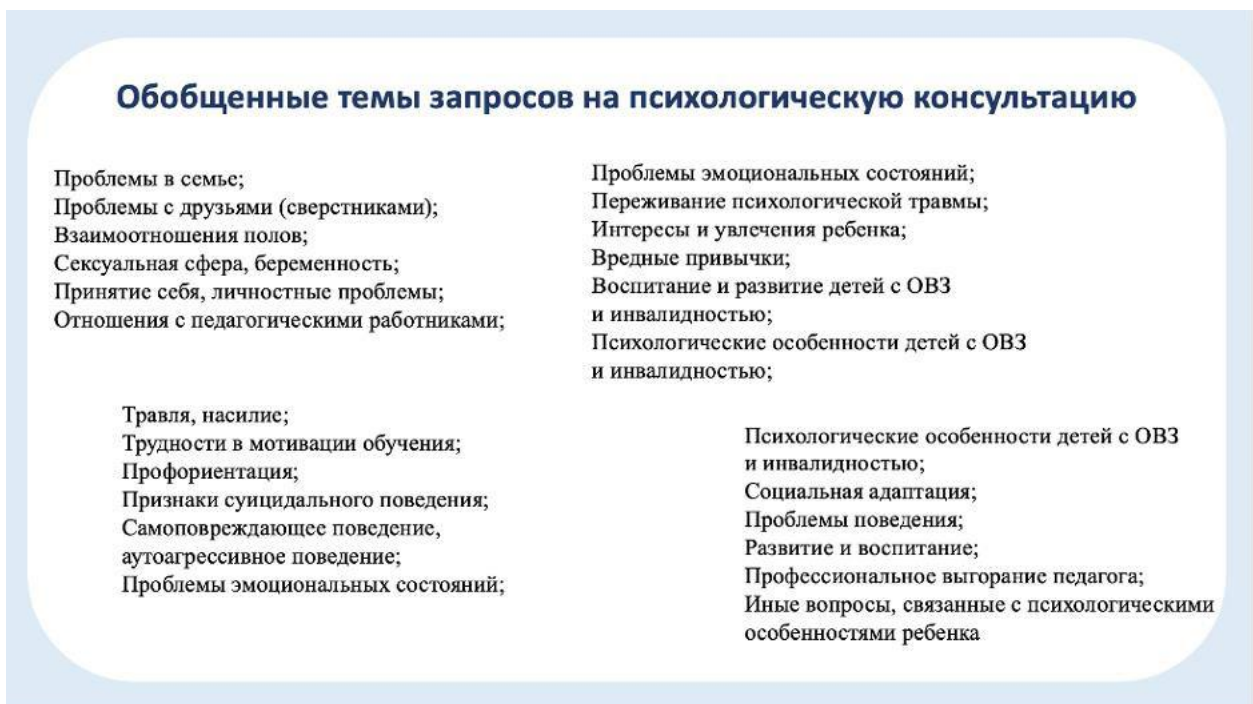 Обобщенные темы запросов на психологическую консультацию
Проблемы в семье;
Проблемы с друзьями (сверстниками);
Взаимоотношения полов;
Сексуальная сфера, беременность;
Принятие себя, личностные проблемы;
Отношения с педагогическими работниками;
Проблемы эмоциональных состояний;
Переживание психологической травмы;
Интересы и увлечения ребенка;
Вредные привычки;
Воспитание и развитие детей с ОВЗ
и инвалидностью;
Психологические особенности детей с ОВЗ
и инвалидностью;
Травля, насилие;
Трудности в мотивации обучения;
Профориентация;
Признаки суицидального поведения;
Самоповреждающее поведение,
аутоагрессивное поведение;
Проблемы эмоциональных состояний;
Психологические особенности детей с ОВЗ
и инвалидностью;
Социальная адаптация;
Проблемы поведения;
Развитие и воспитание;
Профессиональное выгорание педагога;
Иные вопросы, связанные с психологическими
особенностями ребенка